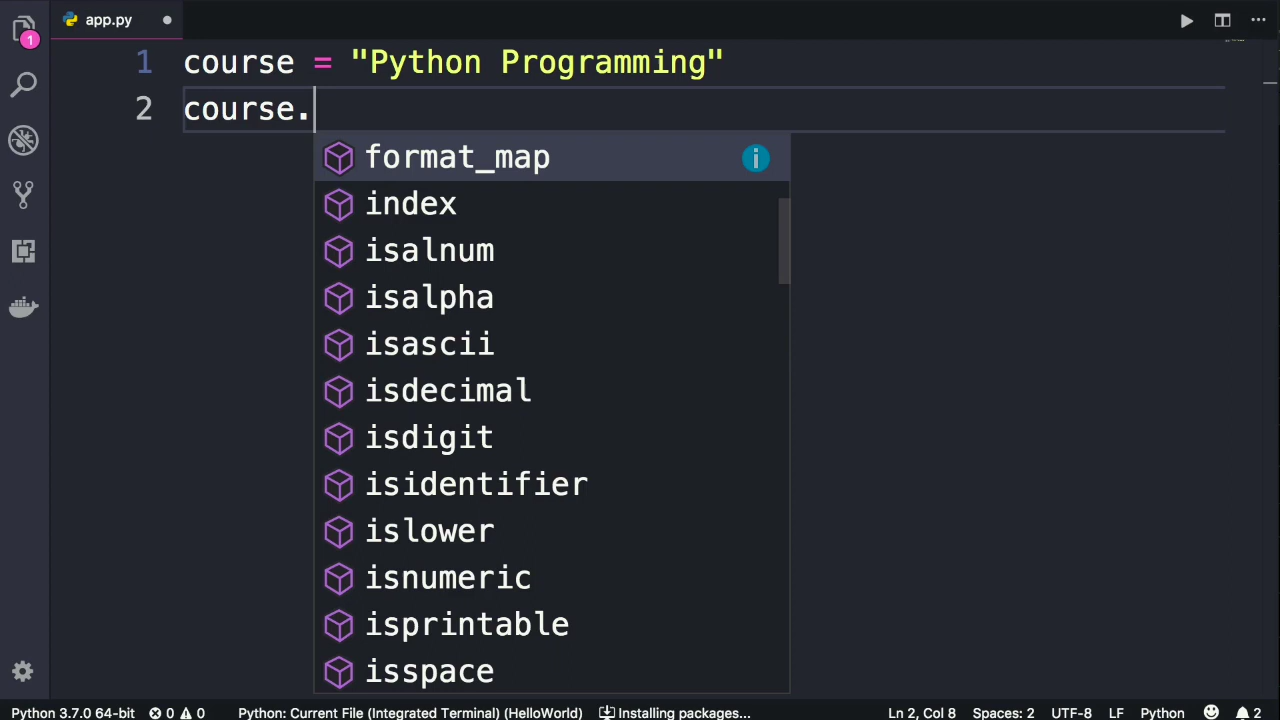 1
app.py
1 course = "Python Programming"
2 course.
format_map
index
isalnum
isalpha
isascii
isdecimal
isdigit
isidentifier
islower
isnumeric
isprintable
isspace
Python 3.7.0 64-bit 0 0 Python: Current File (Integrated Terminal) (HelloWorld) Installing packages... Ln 2, Col 8 Spaces: 2 UTF-8 LF Python 2